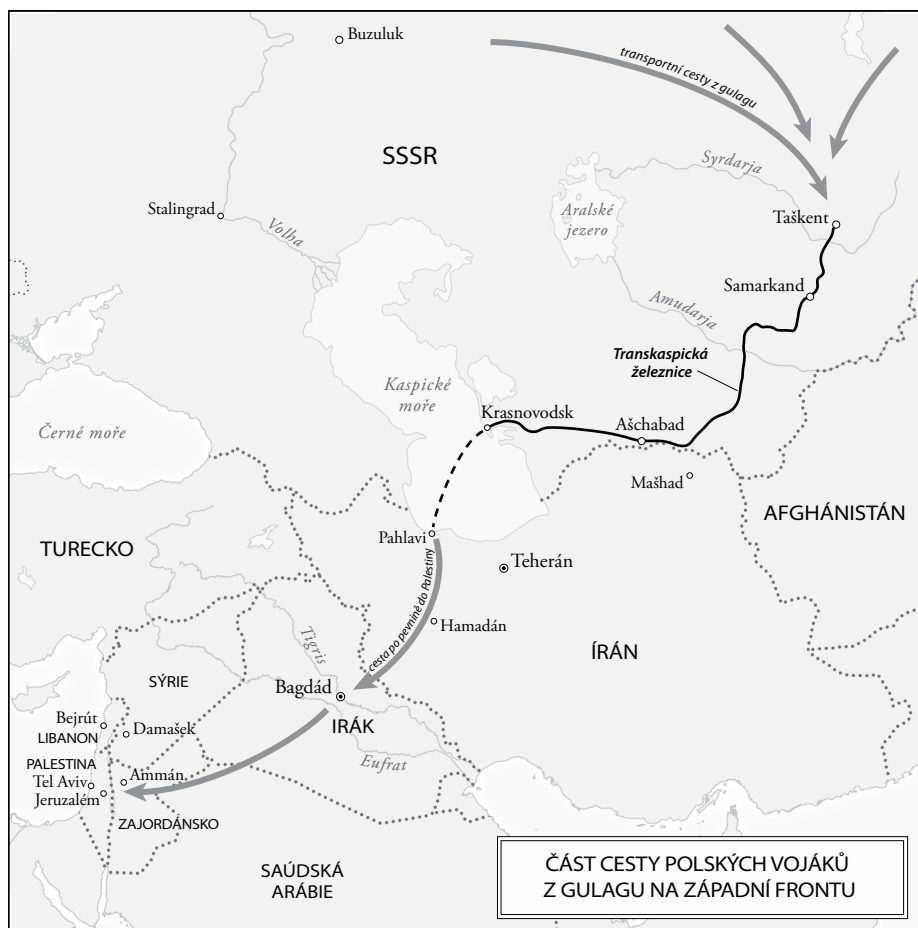 Buzuluk
transportní cesty z gulagu
SSSR
Syrdarja
Stalingrad
Volha
Aralské
jezero
Taškent
Samarkand
Amudarja
Transkaspická
železnice
Kaspické
moře
Krasnovodsk
Ašchabad
Černé moře
Mašhad
AFGHÁNISTÁN
Pahlavi
TURECKO
Teherán
cesta po pevnině do Palestiny
Hamadán
Tigris
ÍRÁN
SÝRIE
Bagdád
Bejrút
LIBANON
Damašek
IRÁK
Eufrat
PALESTINA
Tel Aviv
Ammán
Jeruzalém
ZAJORDÁNSKO
SAÚDSKÁ
ARÁBIE
ČÁST CESTY POLSKÝCH VOJÁKŮ
Z GULAGU NA ZÁPADNÍ FRONTU